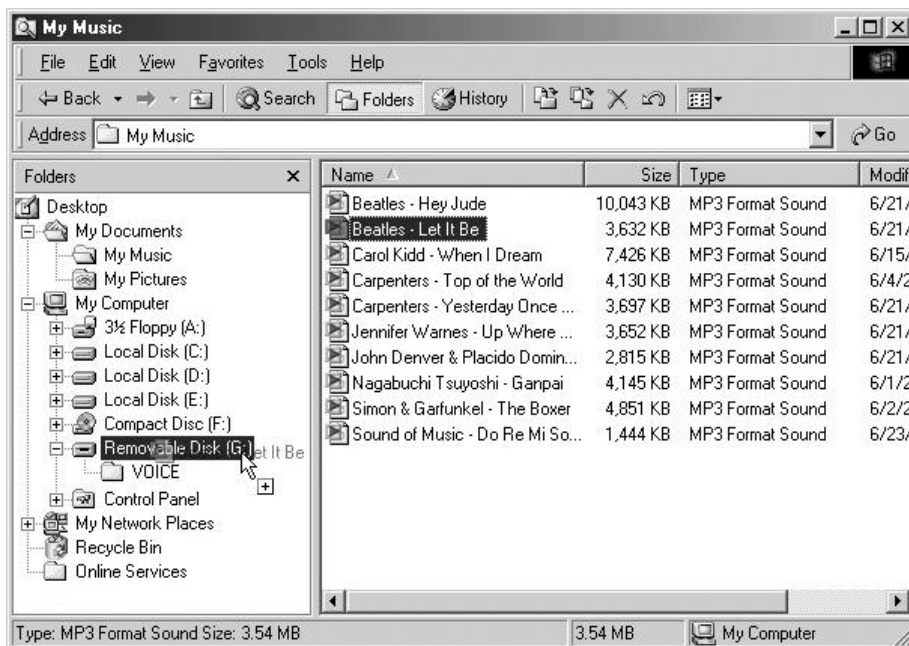 My Music
File Edit View Favorites Tools Help
Back Search Folders History
Address My Music Go
Folders
Desktop
My Documents
My Music
My Pictures
My Computer
3½ Floppy (A:)
Local Disk (C:)
Local Disk (D:)
Local Disk (E:)
Compact Disc (F:)
Removable Disk (G:) et It Be
VOICE
Control Panel
My Network Places
Recycle Bin
Online Services
Name Size Type Modif
Beatles - Hey Jude 10,043 KB MP3 Format Sound 6/21/
Beatles - Let It Be 3,632 KB MP3 Format Sound 6/21/
Carol Kidd - When I Dream 7,426 KB MP3 Format Sound 6/15/
Carpenters - Top of the World 4,130 KB MP3 Format Sound 6/4/2
Carpenters - Yesterday Once ... 3,697 KB MP3 Format Sound 6/21/
Jennifer Warnes - Up Where ... 3,652 KB MP3 Format Sound 6/21/
John Denver & Placido Domin... 2,815 KB MP3 Format Sound 6/21/
Nagabuchi Tsuyoshi - Ganpai 4,145 KB MP3 Format Sound 6/1/2
Simon & Garfunkel - The Boxer 4,851 KB MP3 Format Sound 6/2/2
Sound of Music - Do Re Mi So... 1,444 KB MP3 Format Sound 6/23/
Type: MP3 Format Sound Size: 3.54 MB 3.54 MB My Computer